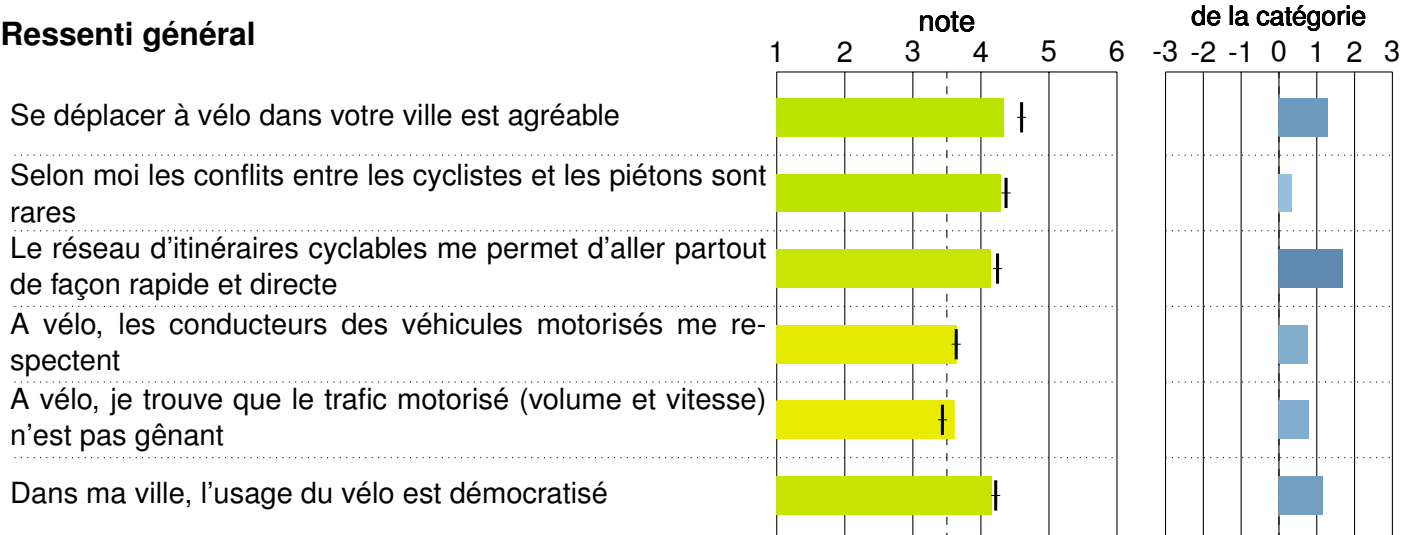 Ressenti général
note
de la catégorie
1 2 3 4 5 6
-3 -2 -1 0 1 2 3
Se déplacer à vélo dans votre ville est agréable
Selon moi les conflits entre les cyclistes et les piétons sont
rares
Le réseau d'itinéraires cyclables me permet d'aller partout
de façon rapide et directe
A vélo, les conducteurs des véhicules motorisés me re-
spectent
A vélo, je trouve que le trafic motorisé (volume et vitesse)
n'est pas gênant
Dans ma ville, l'usage du vélo est démocratisé